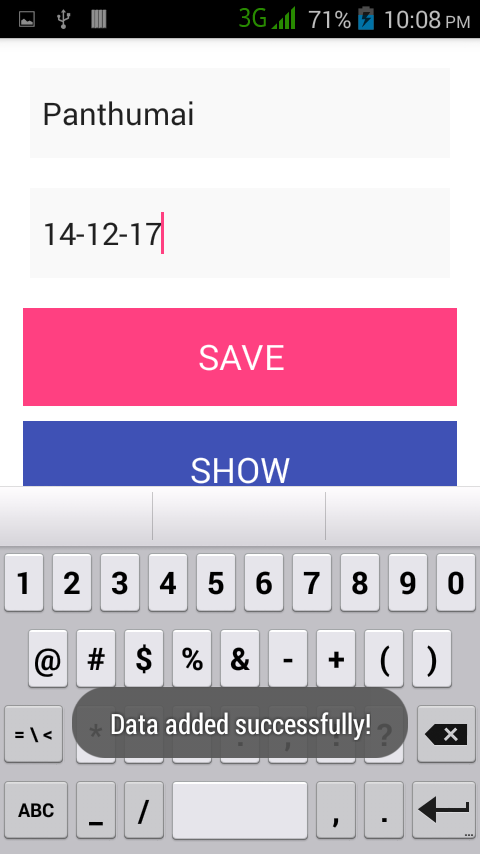 3G 71% 10:08 PM
Panthumai
14-12-17
SAVE
SHOW
1 2 3 4 5 6 7 8 9 0
@ # $ % & - + ( )
= \ <
Data added successfully!
ABC _ / , . ...